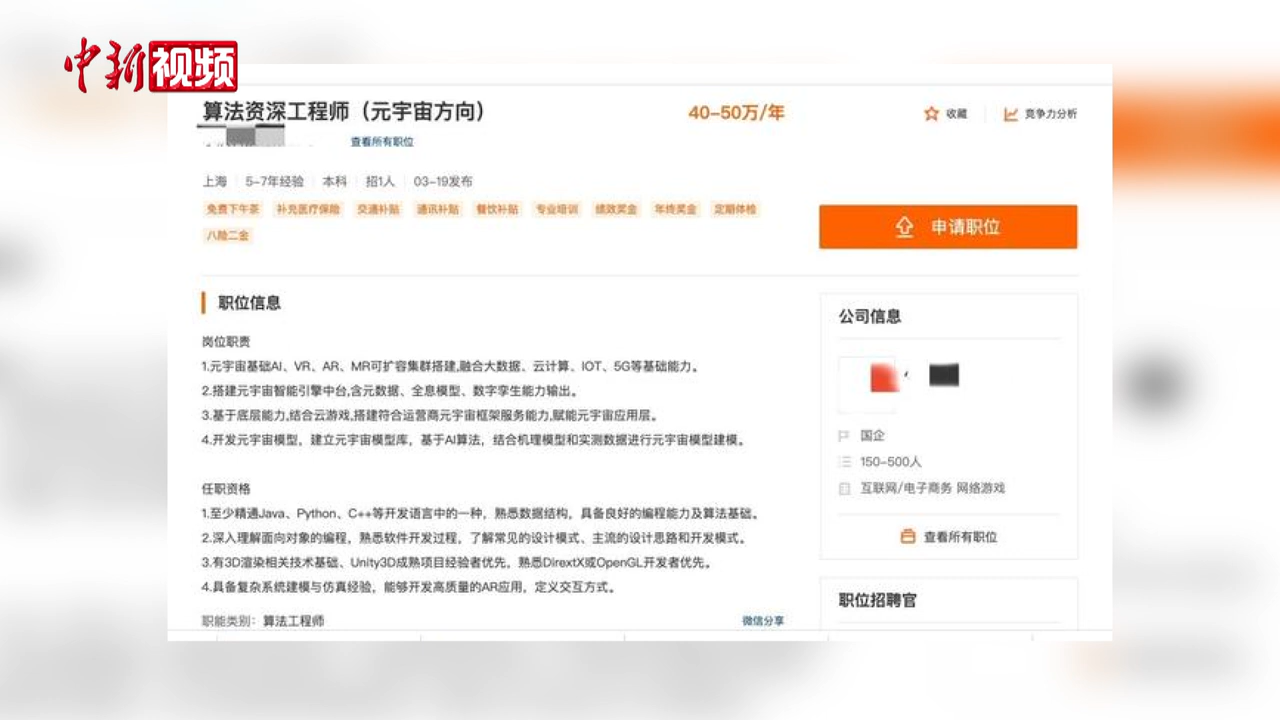 中新视频
算法资深工程师（元宇宙方向） 40-50万/年 收藏 竞争力分析
查看所有职位
上海 5-7年经验 本科 招1人 03-19发布
免费下午茶 补充医疗保险 交通补贴 通讯补贴 餐饮补贴 专业培训 绩效奖金 年终奖金 定期体检
八险二金
申请职位
职位信息
岗位职责
1.元宇宙基础AI、VR、AR、MR可扩容集群搭建,融合大数据、云计算、IOT、5G等基础能力。
2.搭建元宇宙智能引擎中台,含元数据、全息模型、数字孪生能力输出。
3.基于底层能力,结合云游戏,搭建符合运营商元宇宙框架服务能力,赋能元宇宙应用层。
4.开发元宇宙模型，建立元宇宙模型库，基于AI算法，结合机理模型和实测数据进行元宇宙模型建模。
任职资格
1.至少精通Java、Python、C++等开发语言中的一种，熟悉数据结构，具备良好的编程能力及算法基础。
2.深入理解面向对象的编程，熟悉软件开发过程，了解常见的设计模式、主流的设计思路和开发模式。
3.有3D渲染相关技术基础、Unity3D成熟项目经验者优先，熟悉DirextX或OpenGL开发者优先。
4.具备复杂系统建模与仿真经验，能够开发高质量的AR应用，定义交互方式。
职能类别：算法工程师 微信分享
公司信息
国企
150-500人
互联网/电子商务 网络游戏
查看所有职位
职位招聘官